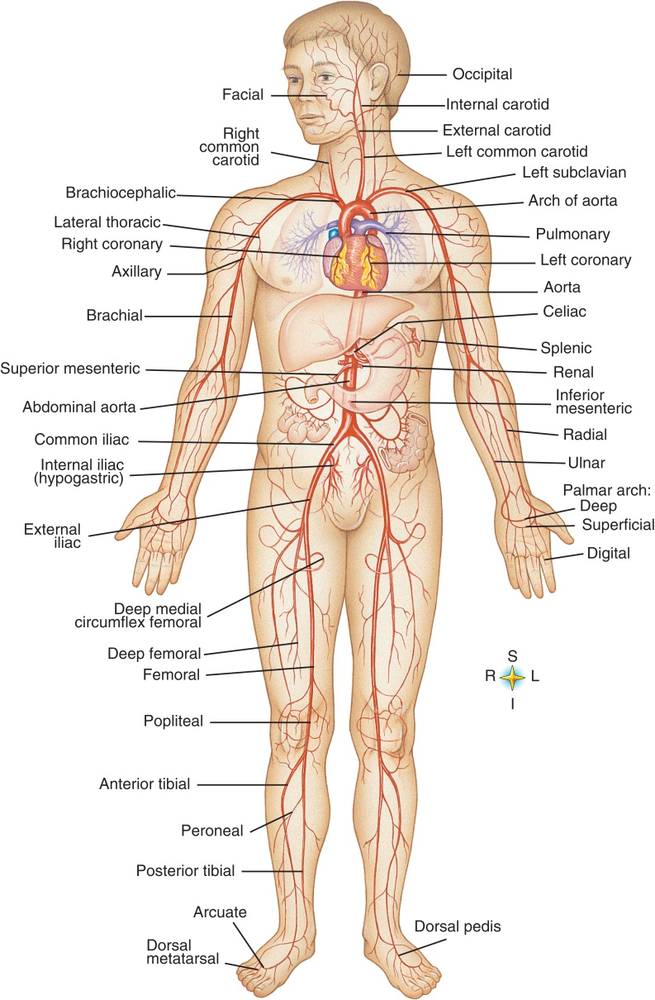 Occipital
Facial
Internal carotid
External carotid
Right
common
carotid
Left common carotid
Left subclavian
Brachiocephalic
Arch of aorta
Lateral thoracic
Pulmonary
Right coronary
Left coronary
Axillary
Aorta
Celiac
Brachial
Splenic
Superior mesenteric
Renal
Abdominal aorta
Inferior
mesenteric
Common iliac
Radial
Internal iliac
(hypogastric)
Ulnar
Palmar arch:
Deep
Superficial
External
iliac
Digital
Deep medial
circumflex femoral
Deep femoral
Femoral
S
R L
I
Popliteal
Anterior tibial
Peroneal
Posterior tibial
Arcuate
Dorsal pedis
Dorsal
metatarsal